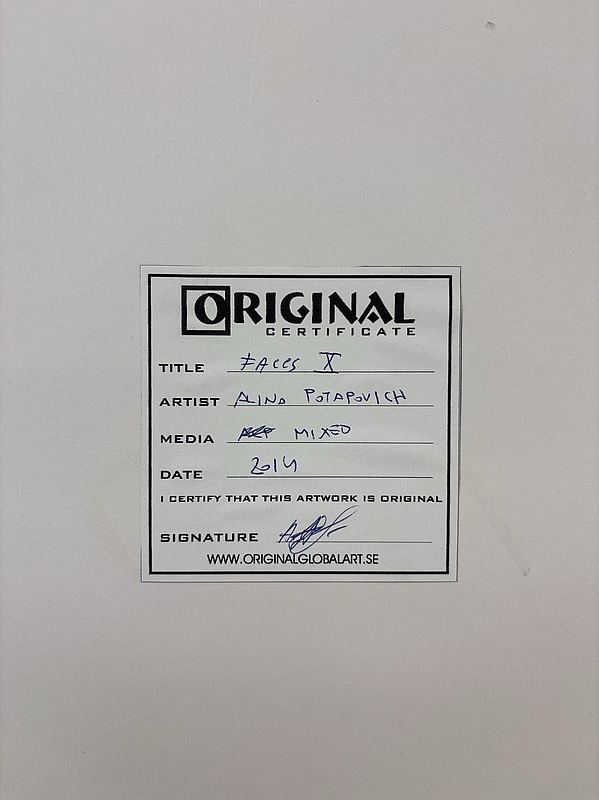 ORIGINAL
CERTIFICATE
TITLE FACES X
ARTIST ALINA POTAPOVICH
MEDIA MIXED
DATE 2014
I CERTIFY THAT THIS ARTWORK IS ORIGINAL
SIGNATURE
WWW.ORIGINALGLOBALART.SE